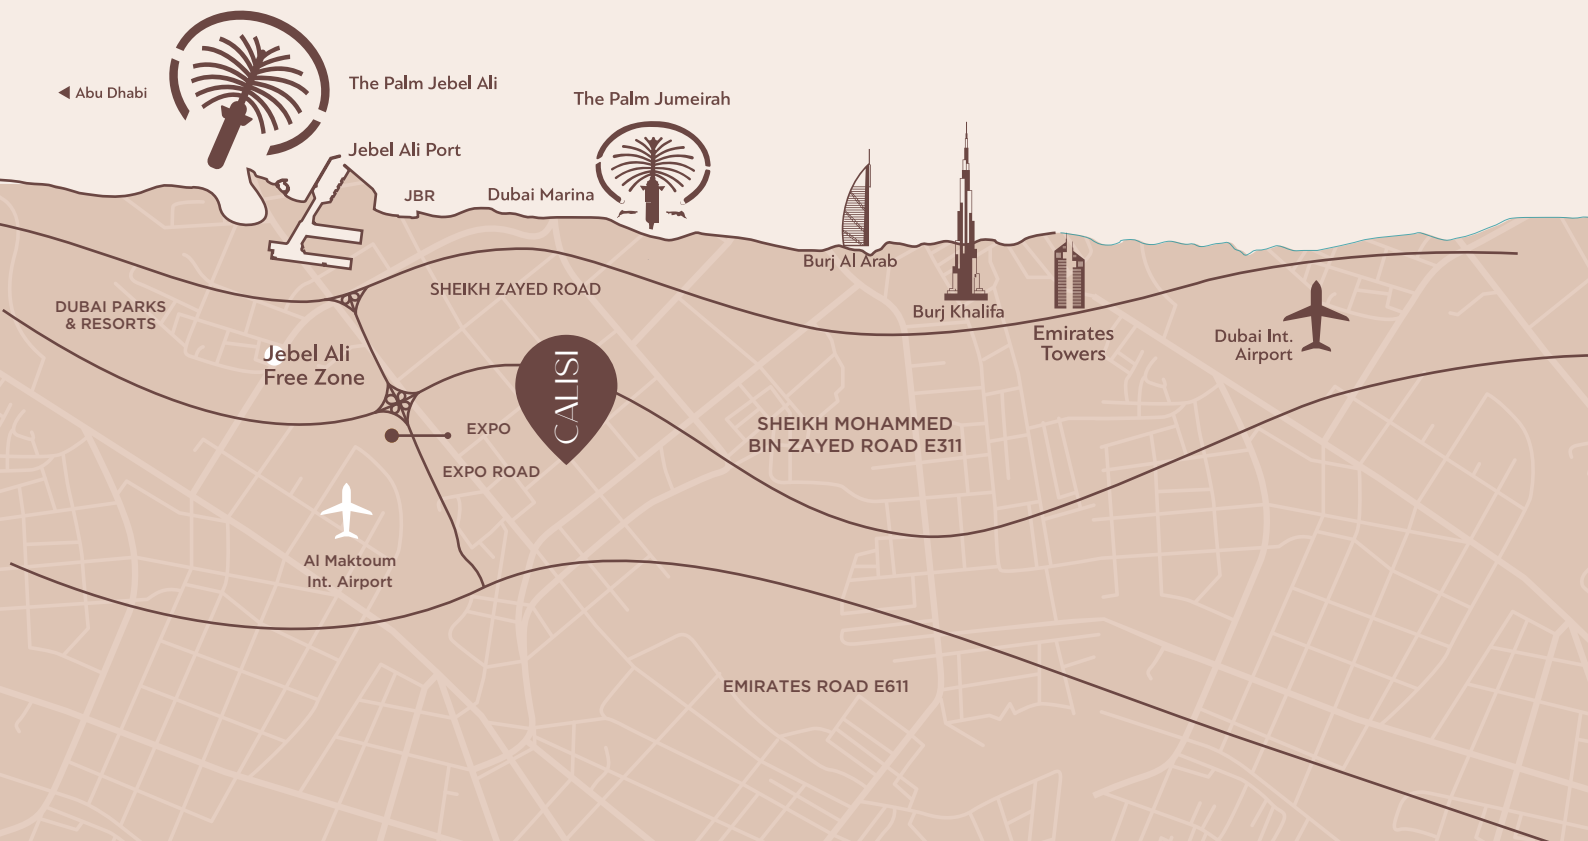 The Palm Jebel Ali
Abu Dhabi
The Palm Jumeirah
Jebel Ali Port
JBR
Dubai Marina
Burj Al Arab
SHEIKH ZAYED ROAD
DUBAI PARKS
& RESORTS
Burj Khalifa
Emirates
Towers
Dubai Int.
Airport
Jebel Ali
Free Zone
CALISI
EXPO
SHEIKH MOHAMMED
BIN ZAYED ROAD E311
EXPO ROAD
Al Maktoum
Int. Airport
EMIRATES ROAD E611